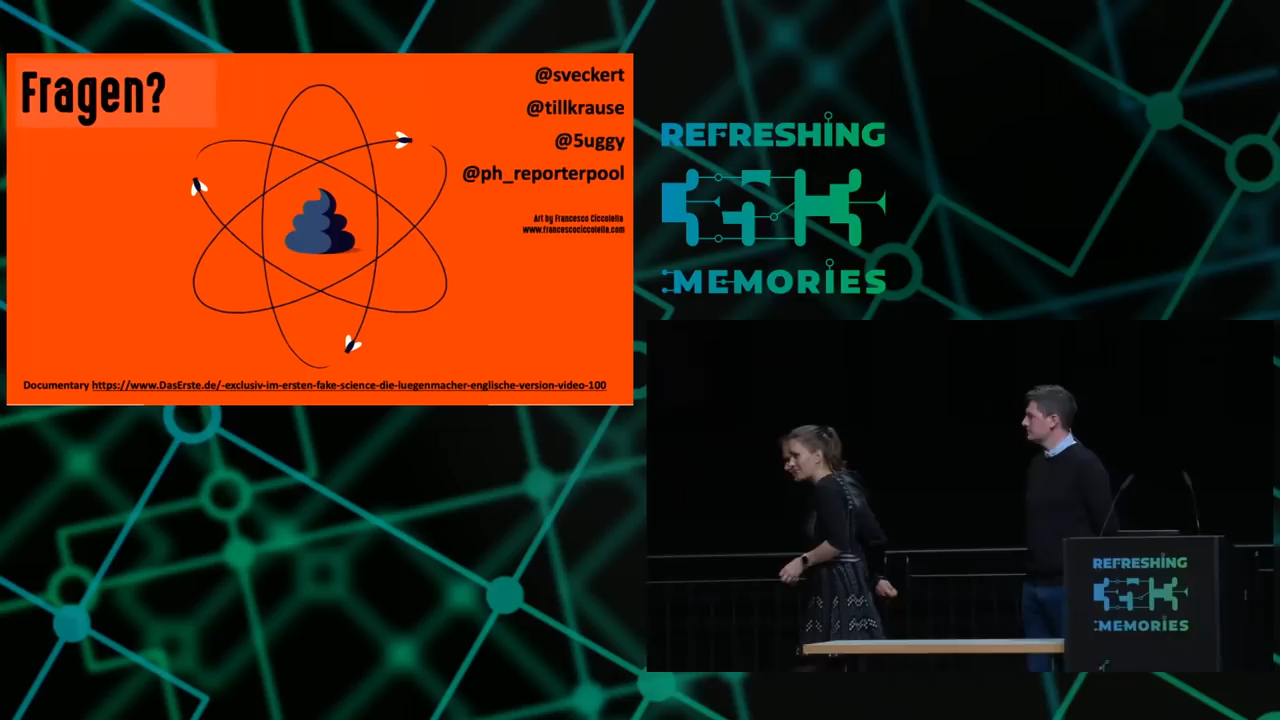 Fragen?
@sveckert
@tillkrause
@5uggy
@ph_reporterpool
Art by Francesco Ciccolella
www.francescociccolella.com
Documentary https://www.DasErste.de/-exclusiv-im-ersten-fake-science-die-luegenmacher-englische-version-video-100
REFRESHING
:MEMORIES
REFRESHING
:MEMORIES